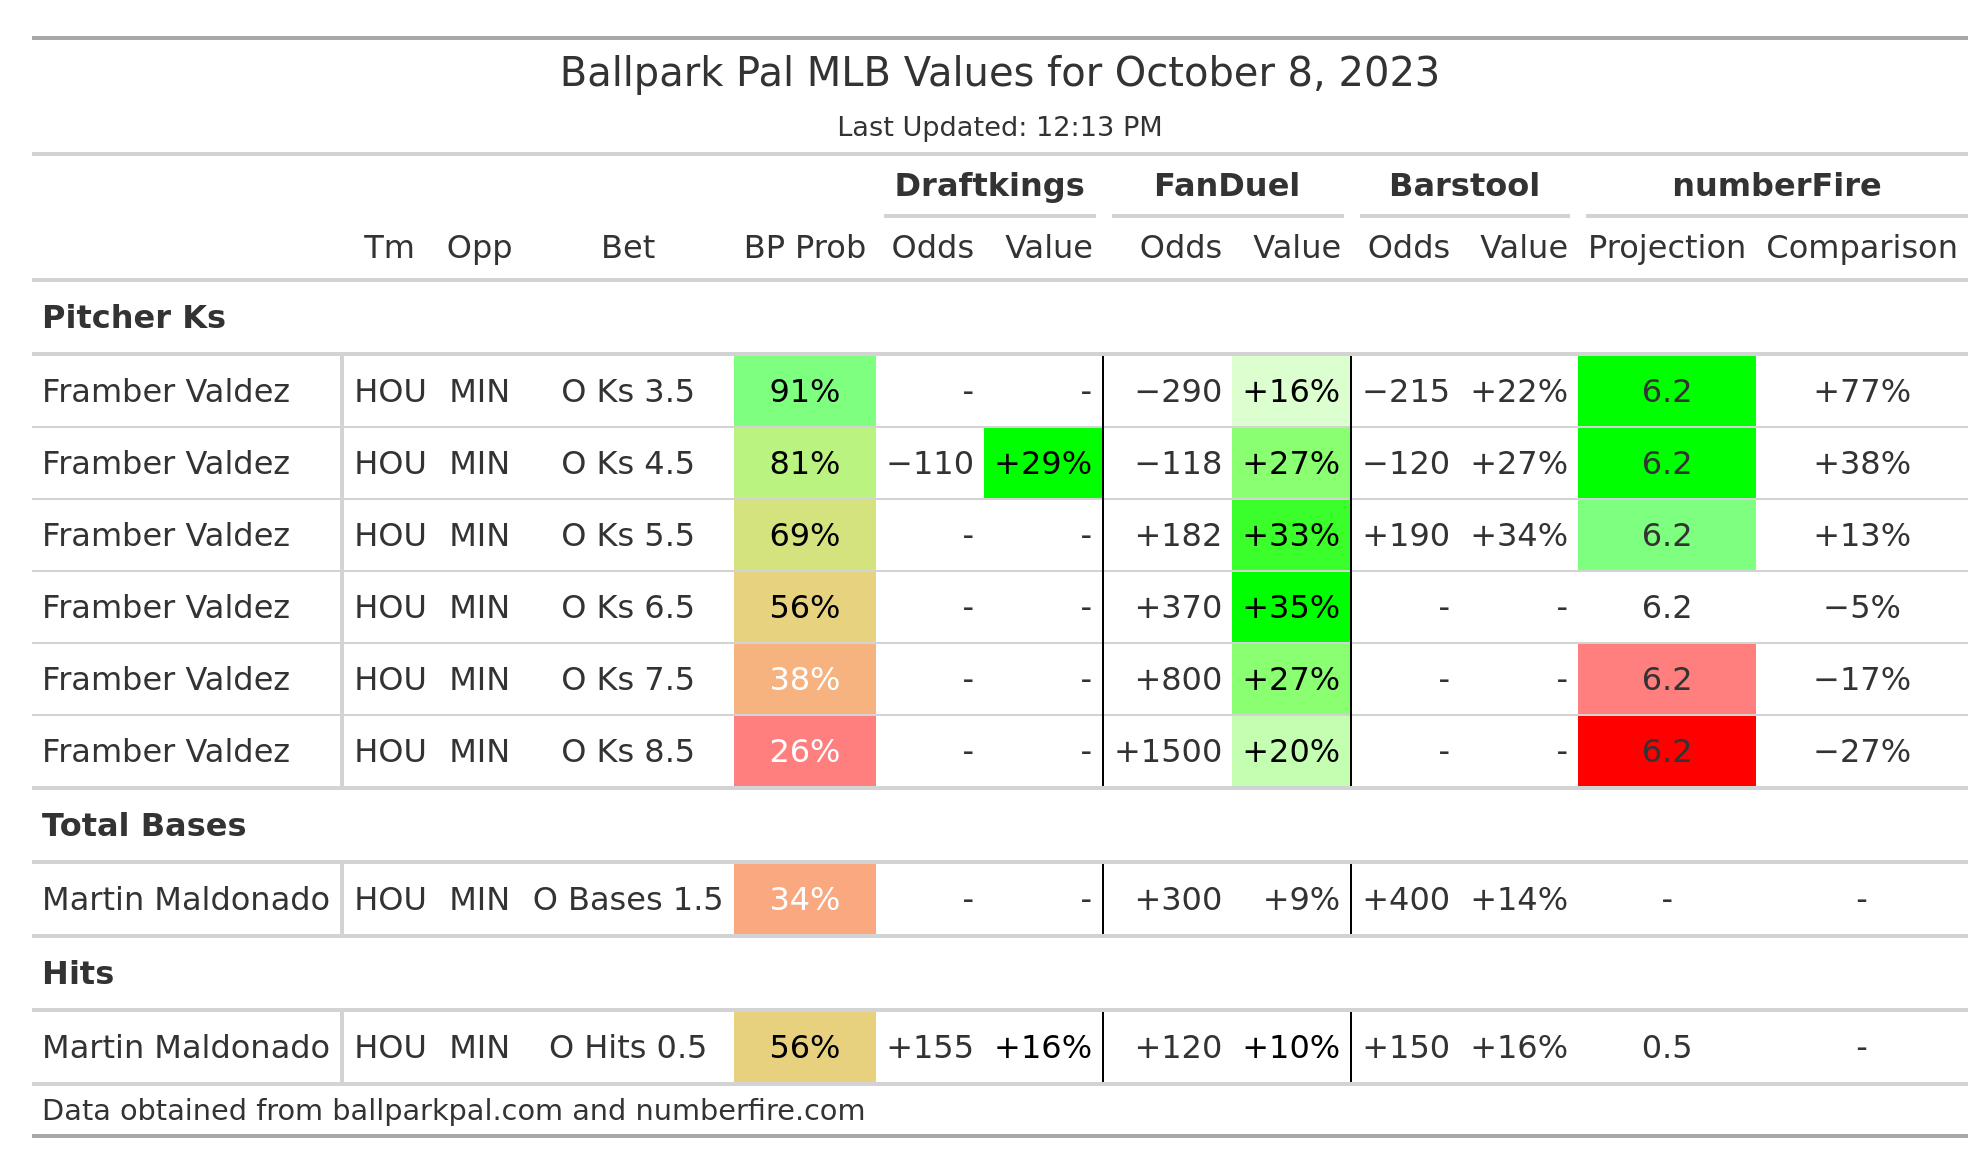 Ballpark Pal MLB Values for October 8, 2023
Last Updated: 12:13 PM
Draftkings FanDuel Barstool numberFire
Tm Opp Bet BP Prob Odds Value Odds Value Odds Value Projection Comparison
Pitcher Ks
Framber Valdez HOU MIN O Ks 3.5 91% - - −290 +16% −215 +22% 6.2 +77%
Framber Valdez HOU MIN O Ks 4.5 81% −110 +29% −118 +27% −120 +27% 6.2 +38%
Framber Valdez HOU MIN O Ks 5.5 69% - - +182 +33% +190 +34% 6.2 +13%
Framber Valdez HOU MIN O Ks 6.5 56% - - +370 +35% - - 6.2 −5%
Framber Valdez HOU MIN O Ks 7.5 38% - - +800 +27% - - 6.2 −17%
Framber Valdez HOU MIN O Ks 8.5 26% - - +1500 +20% - - 6.2 −27%
Total Bases
Martin Maldonado HOU MIN O Bases 1.5 34% - - +300 +9% +400 +14% - -
Hits
Martin Maldonado HOU MIN O Hits 0.5 56% +155 +16% +120 +10% +150 +16% 0.5 -
Data obtained from ballparkpal.com and numberfire.com